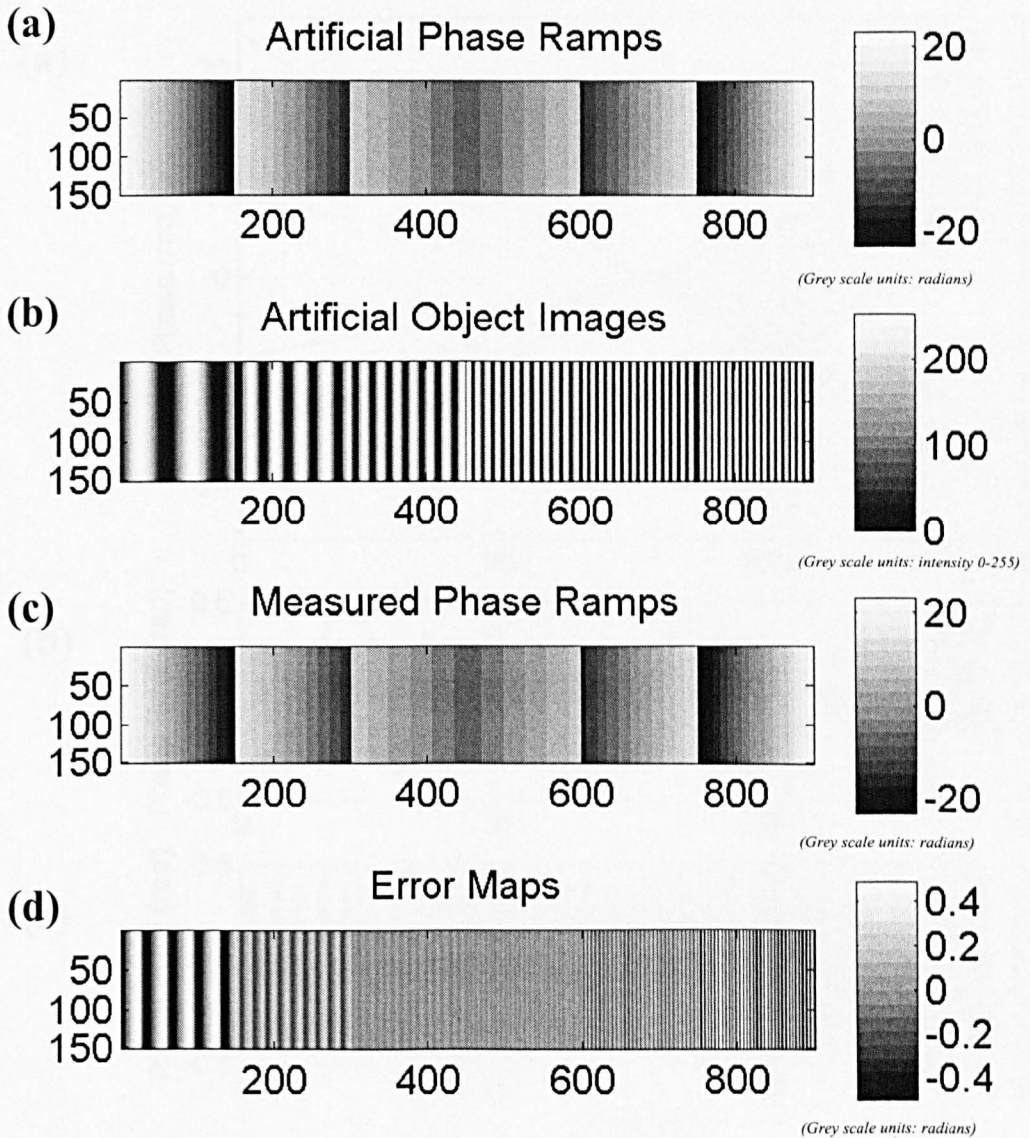 (a)
Artificial Phase Ramps
50
100
150
200 400 600 800
20
0
-20
(Grey scale units: radians)
(b)
Artificial Object Images
50
100
150
200 400 600 800
200
100
0
(Grey scale units: intensity 0-255)
(c)
Measured Phase Ramps
50
100
150
200 400 600 800
20
0
-20
(Grey scale units: radians)
(d)
Error Maps
50
100
150
200 400 600 800
0.4
0.2
0
-0.2
-0.4
(Grey scale units: radians)